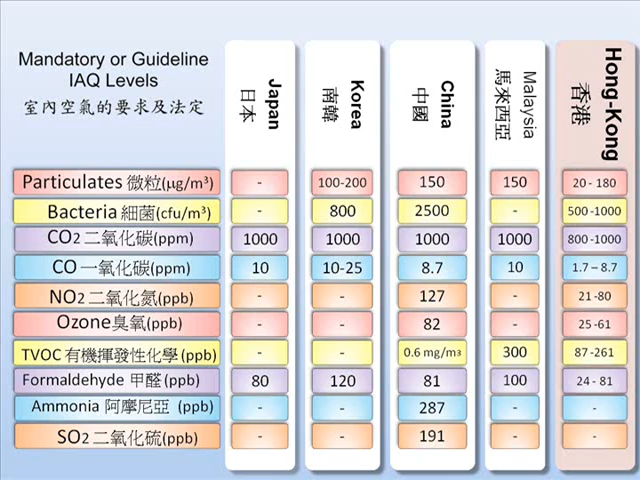 Mandatory or Guideline
IAQ Levels
室內空氣的要求及法定
Japan
日本
Korea
南韓
China
中國
Malaysia
馬來西亞
Hong-Kong
香港
Particulates 微粒(µg/m³) - 100-200 150 150 20 - 180
Bacteria 細菌(cfu/m³) - 800 2500 - 500 -1000
CO2 二氧化碳(ppm) 1000 1000 1000 1000 800 -1000
CO 一氧化碳(ppm) 10 10-25 8.7 10 1.7 – 8.7
NO2 二氧化氮(ppb) - - 127 - 21 -80
Ozone 臭氧(ppb) - - 82 - 25 -61
TVOC 有機揮發性化學 (ppb) - - 0.6 mg/m3 300 87 -261
Formaldehyde 甲醛 (ppb) 80 120 81 100 24 - 81
Ammonia 阿摩尼亞 (ppb) - - 287 - -
SO2 二氧化硫(ppb) - - 191 - -